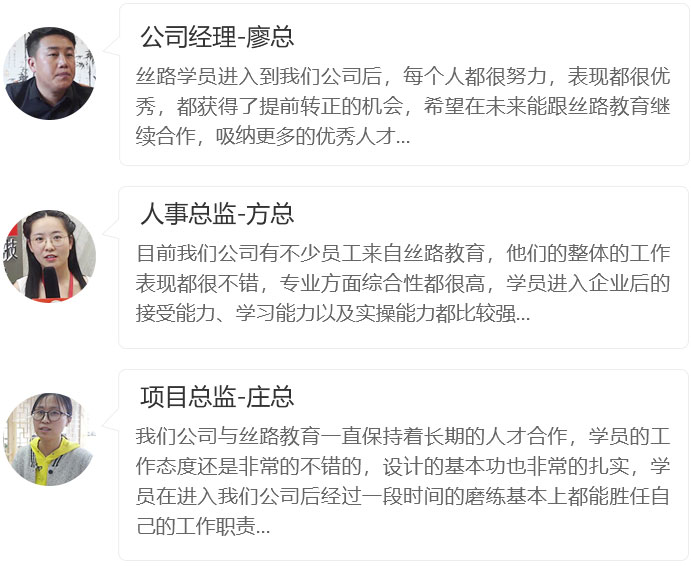 公司经理-廖总
丝路学员进入到我们公司后，每个人都很努力，表现都很优
秀，都获得了提前转正的机会，希望在未来能跟丝路教育继
续合作，吸纳更多的优秀人才...
人事总监-方总
目前我们公司有不少员工来自丝路教育，他们的整体的工作
表现都很不错，专业方面综合性都很高，学员进入企业后的
接受能力、学习能力以及实操能力都比较强...
项目总监-庄总
我们公司与丝路教育一直保持着长期的人才合作，学员的工
作态度还是非常的不错的，设计的基本功也非常的扎实，学
员在进入我们公司后经过一段时间的磨练基本上都能胜任自
己的工作职责...